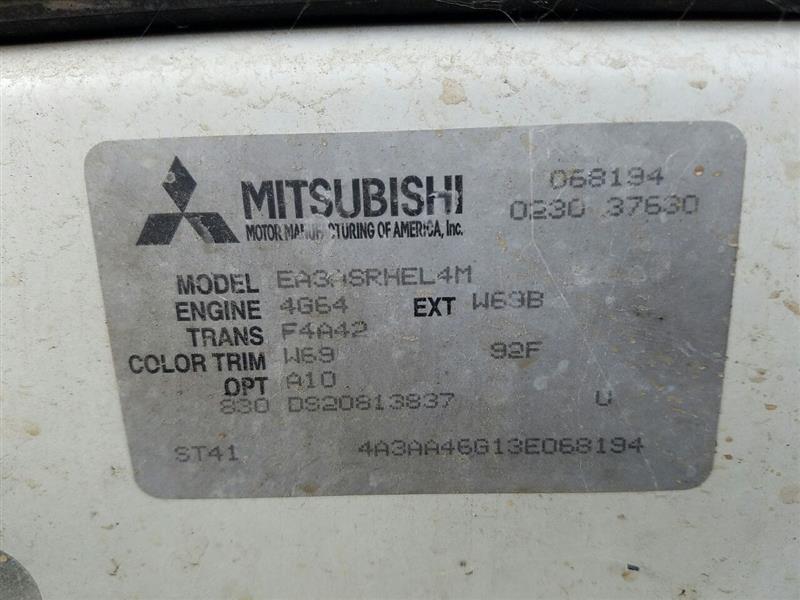 MITSUBISHI
068194
MOTOR MANUFACTURING OF AMERICA, Inc.
0230 37630
MODEL EA3ASRHEL4M
ENGINE 4G64 EXT W69B
TRANS F4A42
COLOR TRIM W69 92F
OPT A10
830 DS20813837 U
ST41 4A3AA46G13E068194